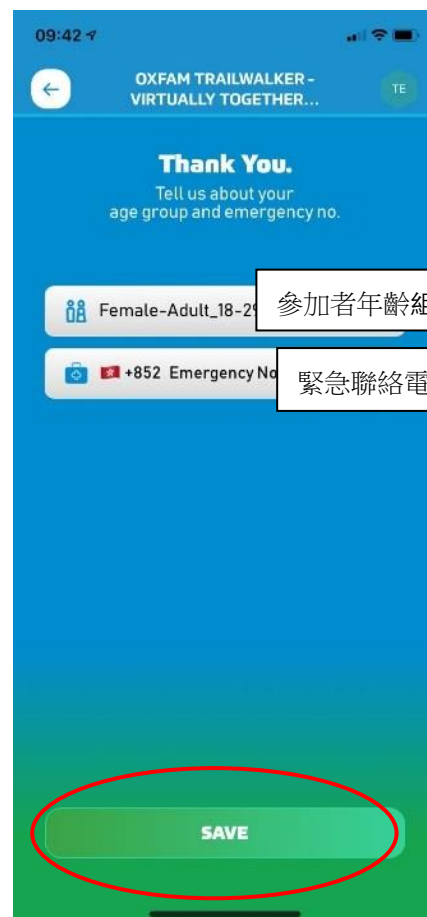 09:42
OXFAM TRAILWALKER -
VIRTUALLY TOGETHER...
TE
Thank You.
Tell us about your
age group and emergency no.
Female-Adult_18-29
參加者年齡組
+852 Emergency No
緊急聯絡電
SAVE